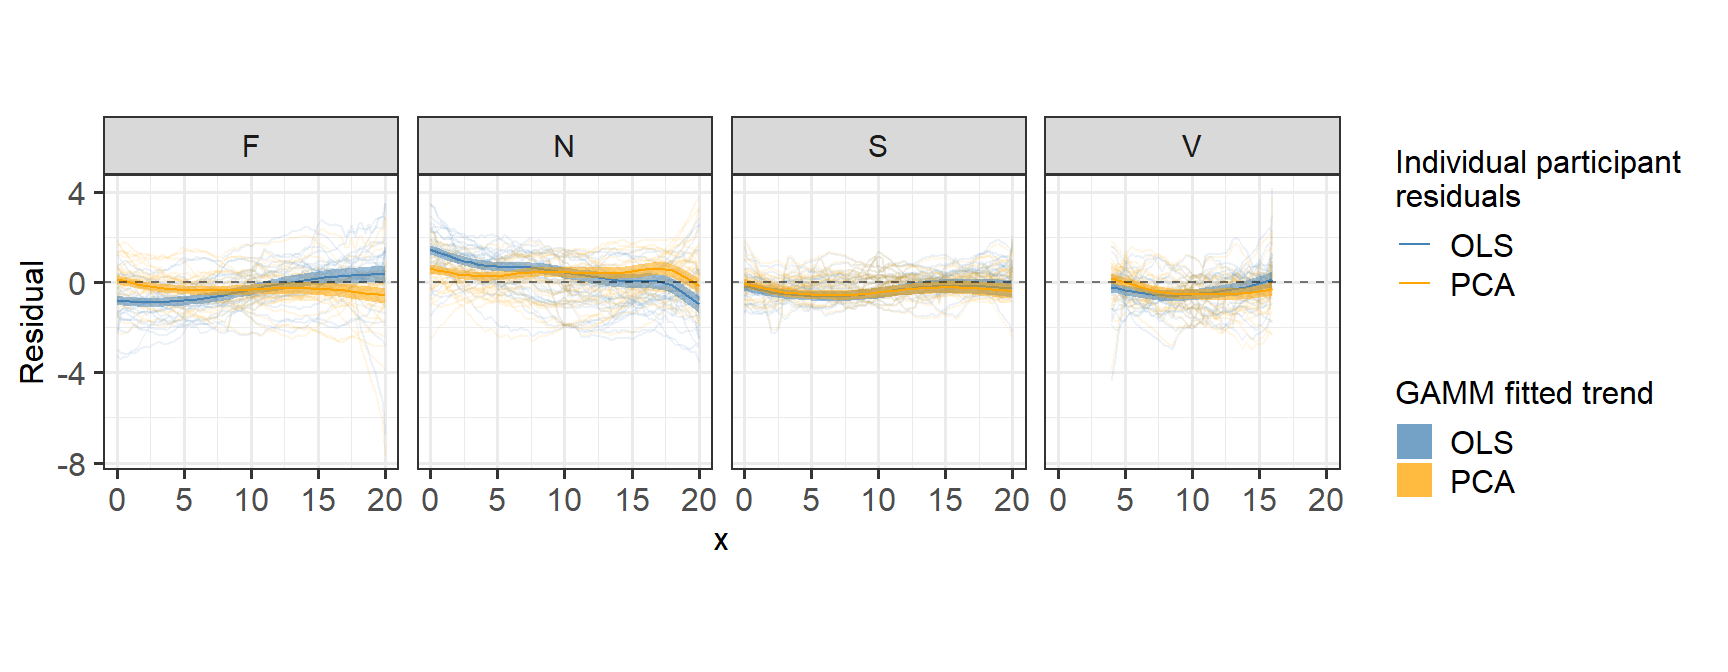 F
N
S
V
4
0
-4
-8
Residual
0 5 10 15 20
0 5 10 15 20
0 5 10 15 20
0 5 10 15 20
x
Individual participant
residuals
OLS
PCA
GAMM fitted trend
OLS
PCA